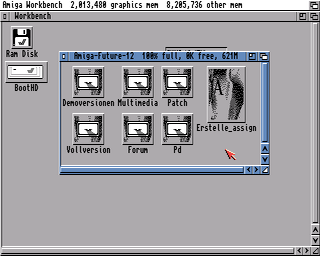 Amiga Workbench 2,013,480 graphics mem 8,205,736 other mem
Workbench
Ram Disk
BootHD
Amiga-Future-12 100% full, 0K free, 621M
Demoversionen Multimedia Patch
Erstelle_assign
Vollversion Forum Pd